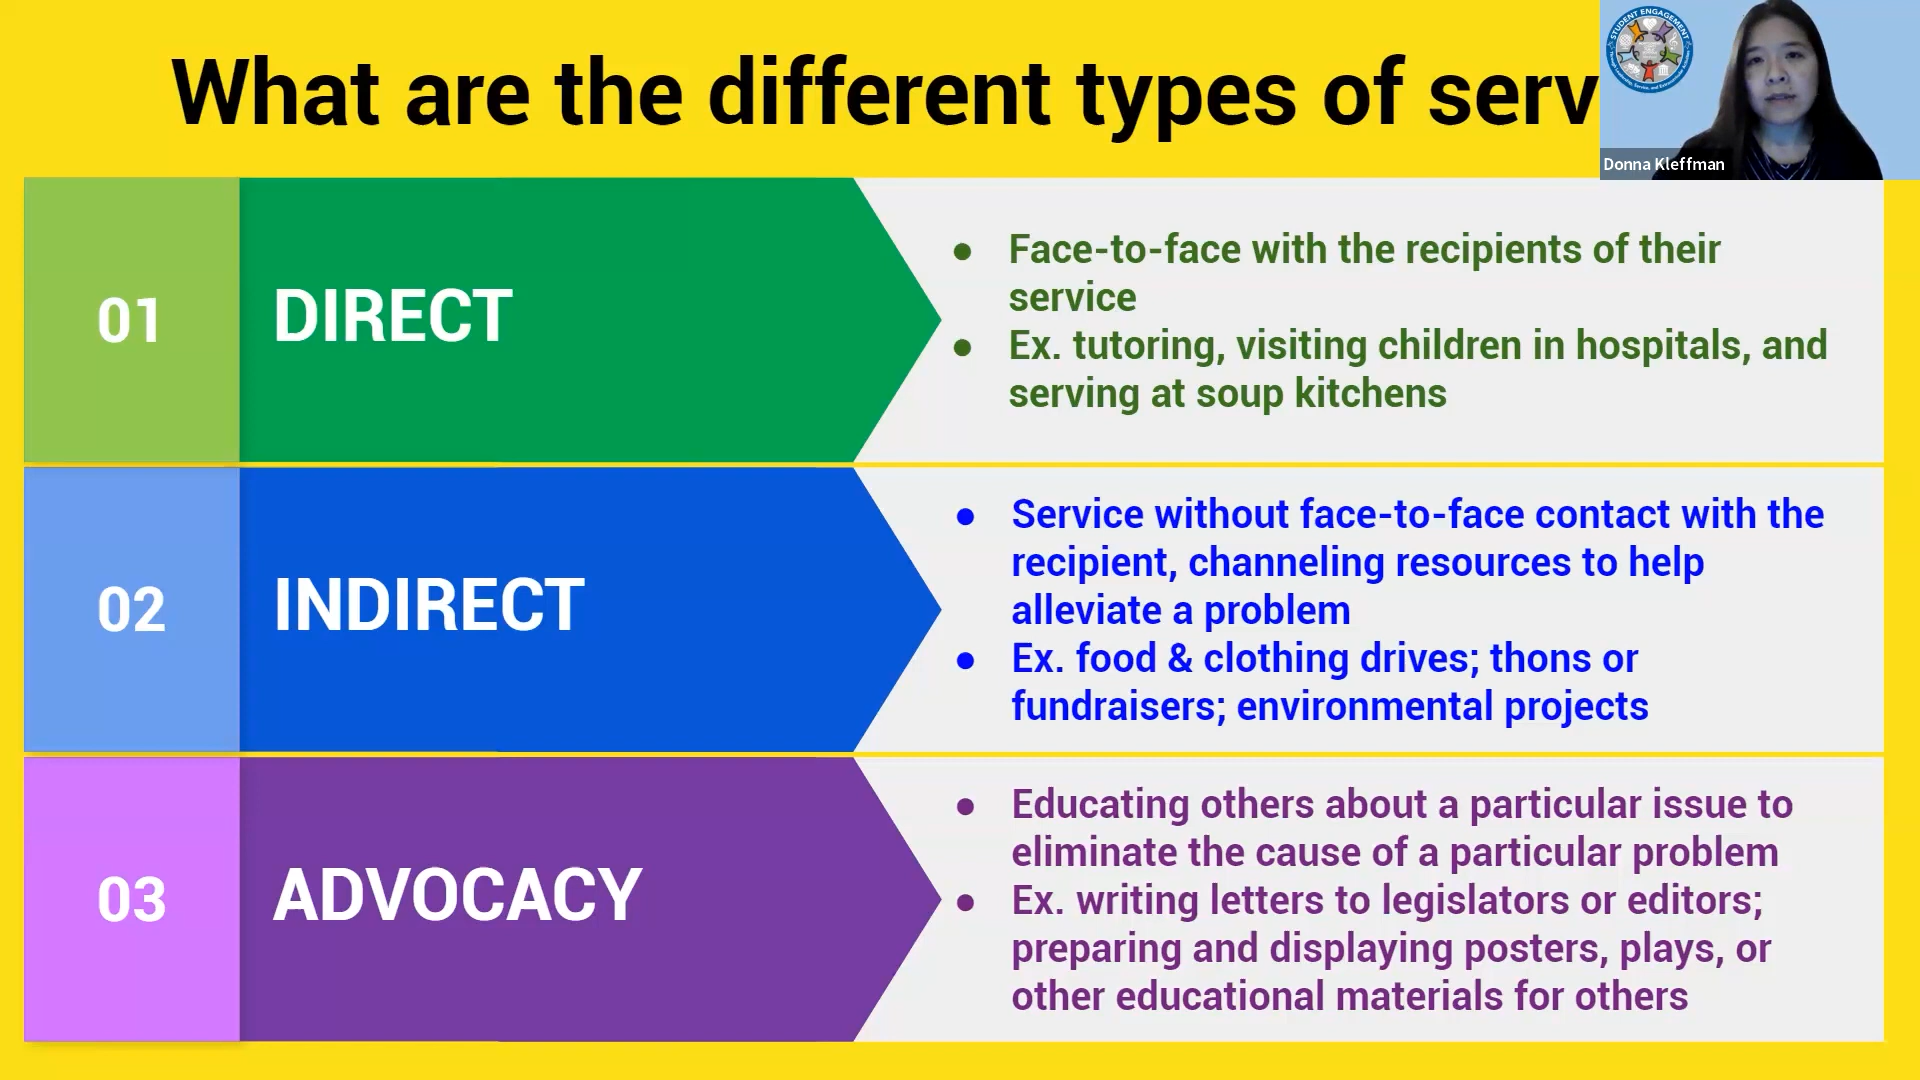 What are the different types of serv
STUDENT ENGAGEMENT
Donna Kleffman
01
DIRECT
● Face-to-face with the recipients of their
service
● Ex. tutoring, visiting children in hospitals, and
serving at soup kitchens
02
INDIRECT
● Service without face-to-face contact with the
recipient, channeling resources to help
alleviate a problem
● Ex. food & clothing drives; thons or
fundraisers; environmental projects
03
ADVOCACY
● Educating others about a particular issue to
eliminate the cause of a particular problem
● Ex. writing letters to legislators or editors;
preparing and displaying posters, plays, or
other educational materials for others